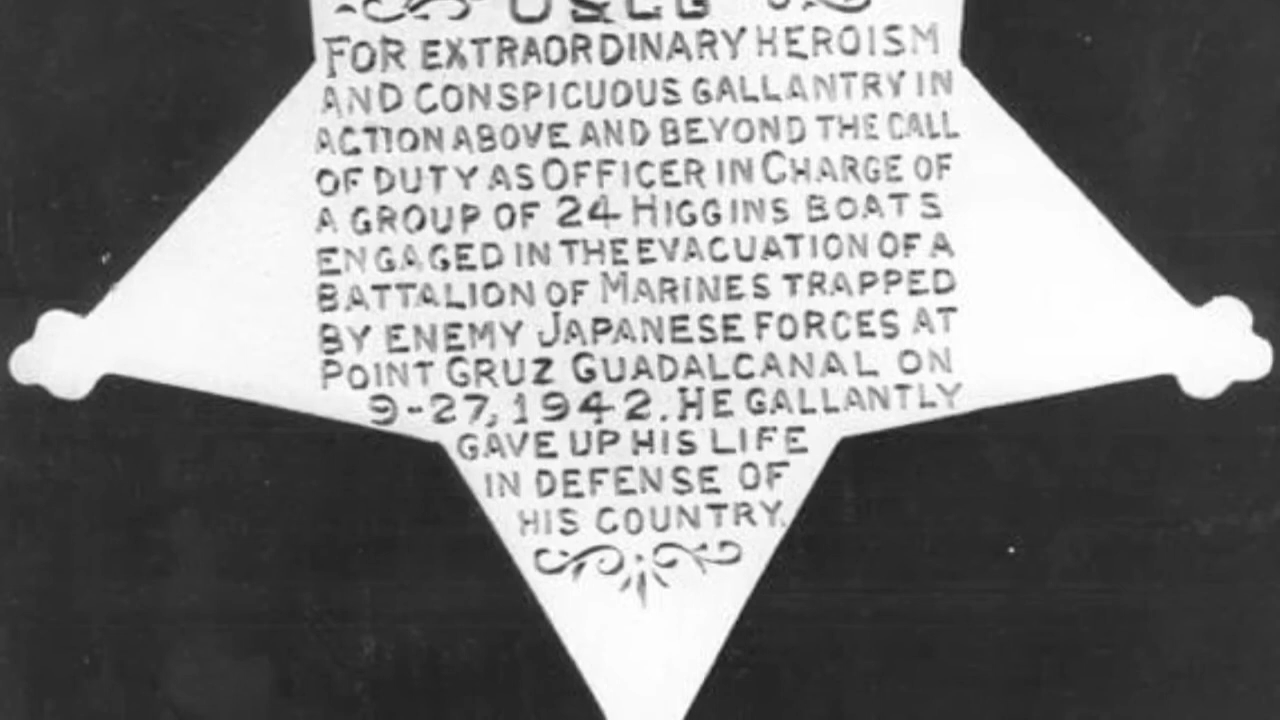 USCG
FOR EXTRAORDINARY HEROISM
AND CONSPICUOUS GALLANTRY IN
ACTION ABOVE AND BEYOND THE CALL
OF DUTY AS OFFICER IN CHARGE OF
A GROUP OF 24 HIGGINS BOATS
ENGAGED IN THE EVACUATION OF A
BATTALION OF MARINES TRAPPED
BY ENEMY JAPANESE FORCES AT
POINT GRUZ GUADALCANAL ON
9-27, 1942. HE GALLANTLY
GAVE UP HIS LIFE
IN DEFENSE OF
HIS COUNTRY.